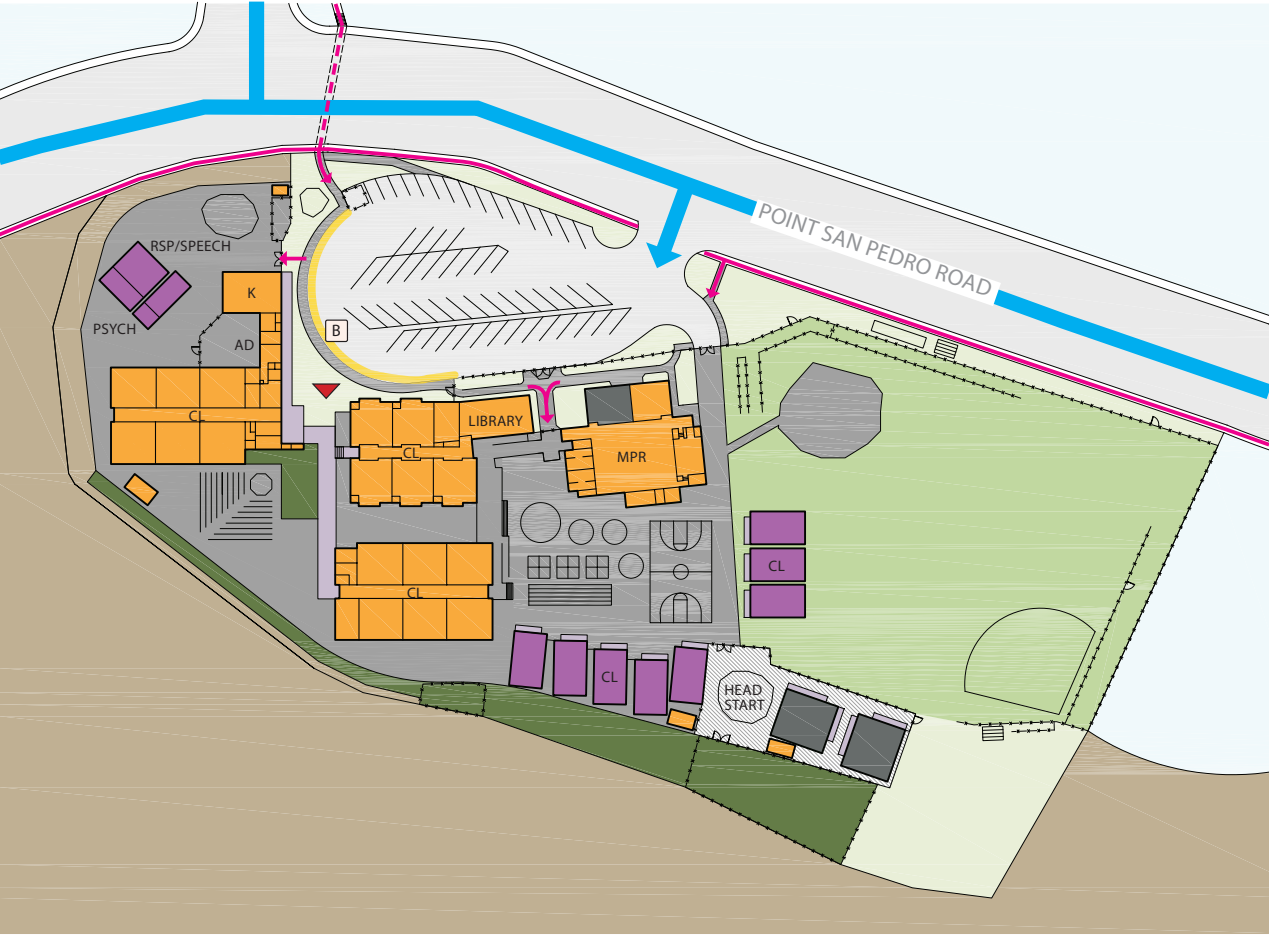 POINT SAN PEDRO ROAD
RSP/SPEECH
K
PSYCH
B
AD
CL
LIBRARY
CL
MPR
CL
CL
CL
HEAD
START